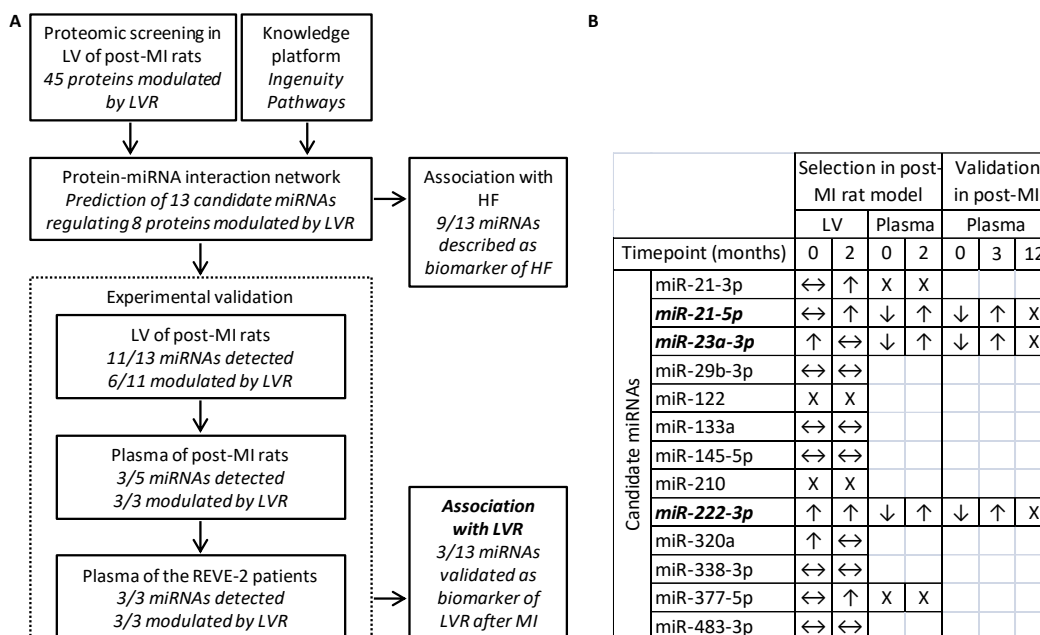 A
Proteomic screening in
LV of post-MI rats
45 proteins modulated
by LVR
Knowledge
platform
Ingenuity
Pathways
Protein-miRNA interaction network
Prediction of 13 candidate miRNAs
regulating 8 proteins modulated by LVR
Association with
HF
9/13 miRNAs
described as
biomarker of HF
Experimental validation
LV of post-MI rats
11/13 miRNAs detected
6/11 modulated by LVR
Plasma of post-MI rats
3/5 miRNAs detected
3/3 modulated by LVR
Plasma of the REVE-2 patients
3/3 miRNAs detected
3/3 modulated by LVR
Association
with LVR
3/13 miRNAs
validated as
biomarker of
LVR after MI
B
Selection in post- Validation
MI rat model in post-MI
LV Plasma Plasma
Timepoint (months) 0 2 0 2 0 3 12
Candidate miRNAs
miR-21-3p ↔ ↑ X X
miR-21-5p ↔ ↑ ↓ ↑ ↓ ↑ X
miR-23a-3p ↑ ↔ ↓ ↑ ↓ ↑ X
miR-29b-3p ↔ ↔
miR-122 X X
miR-133a ↔ ↔
miR-145-5p ↔ ↔
miR-210 X X
miR-222-3p ↑ ↑ ↓ ↑ ↓ ↑ X
miR-320a ↑ ↔
miR-338-3p ↔ ↔
miR-377-5p ↔ ↑ X X
miR-483-3p ↔ ↔